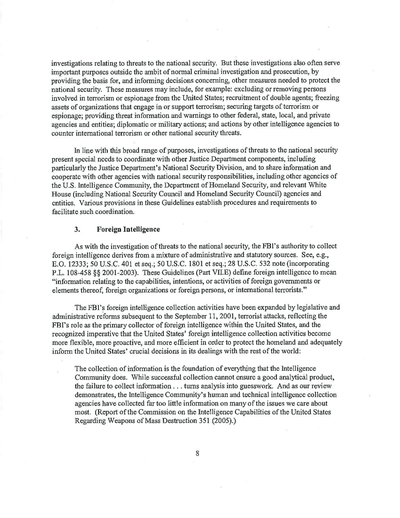 investigations relating to threats to the national security. But these investigations also often serve
important purposes outside the ambit of normal criminal investigation and prosecution, by
providing the basis for, and informing decisions concerning, other measures needed to protect the
national security. These measures may include, for example: excluding or removing persons
involved in terrorism or espionage from the United States; recruitment of double agents; freezing
assets of organizations that engage in or support terrorism; securing targets of terrorism or
espionage; providing threat information and warnings to other federal, state, local, and private
agencies and entities; diplomatic or military actions; and actions by other intelligence agencies to
counter international terrorism or other national security threats.
In line with this broad range of purposes, investigations of threats to the national security
present special needs to coordinate with other Justice Department components, including
particularly the Justice Department's National Security Division, and to share information and
cooperate with other agencies with national security responsibilities, including other agencies of
the U.S. Intelligence Community, the Department of Homeland Security, and relevant White
House (including National Security Council and Homeland Security Council) agencies and
entities. Various provisions in these Guidelines establish procedures and requirements to
facilitate such coordination.
3. Foreign Intelligence
As with the investigation of threats to the national security, the FBI's authority to collect
foreign intelligence derives from a mixture of administrative and statutory sources. See, e.g.,
E.O. 12333; 50 U.S.C. 401 et seq.; 50 U.S.C. 1801 et seq.; 28 U.S.C. 532 note (incorporating
P.L. 108-458 §§ 2001-2003). These Guidelines (Part VII.E) define foreign intelligence to mean
"information relating to the capabilities, intentions, or activities of foreign governments or
elements thereof, foreign organizations or foreign persons, or international terrorists."
The FBI's foreign intelligence collection activities have been expanded by legislative and
administrative reforms subsequent to the September 11, 2001, terrorist attacks, reflecting the
FBI's role as the primary collector of foreign intelligence within the United States, and the
recognized imperative that the United States' foreign intelligence collection activities become
more flexible, more proactive, and more efficient in order to protect the homeland and adequately
inform the United States' crucial decisions in its dealings with the rest of the world:
The collection of information is the foundation of everything that the Intelligence
Community does. While successful collection cannot ensure a good analytical product,
the failure to collect information . . . turns analysis into guesswork. And as our review
demonstrates, the Intelligence Community's human and technical intelligence collection
agencies have collected far too little information on many of the issues we care about
most. (Report of the Commission on the Intelligence Capabilities of the United States
Regarding Weapons of Mass Destruction 351 (2005).)
8